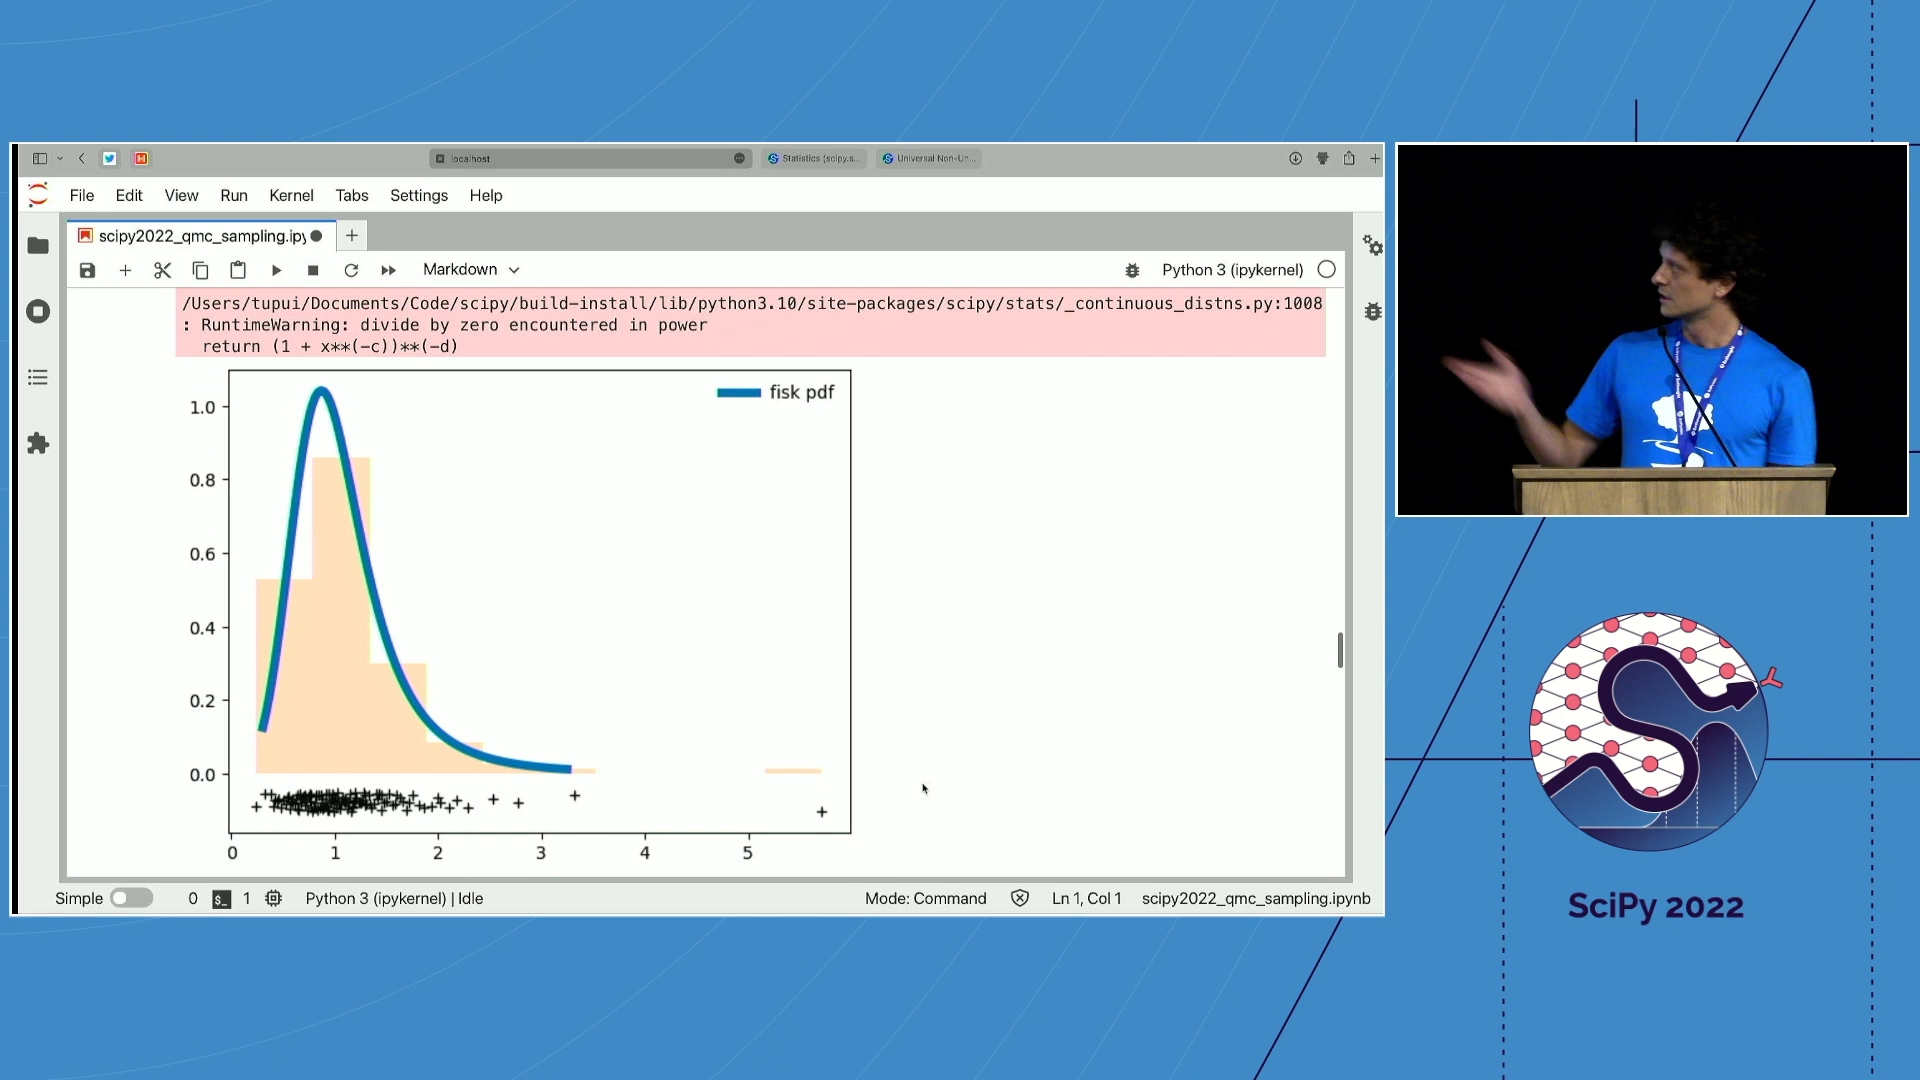 localhost
Statistics (scipy.s...
Universal Non-Un...
File Edit View Run Kernel Tabs Settings Help
scipy2022_qmc_sampling.ipy
Markdown
Python 3 (ipykernel)
/Users/tupui/Documents/Code/scipy/build-install/lib/python3.10/site-packages/scipy/stats/_continuous_distns.py:1008
: RuntimeWarning: divide by zero encountered in power
return (1 + x**(-c))**(-d)
fisk pdf
1.0
0.8
0.6
0.4
0.2
0.0
0 1 2 3 4 5
Simple 0 $_ 1 Python 3 (ipykernel) | Idle Mode: Command Ln 1, Col 1 scipy2022_qmc_sampling.ipynb
SciPy 2022